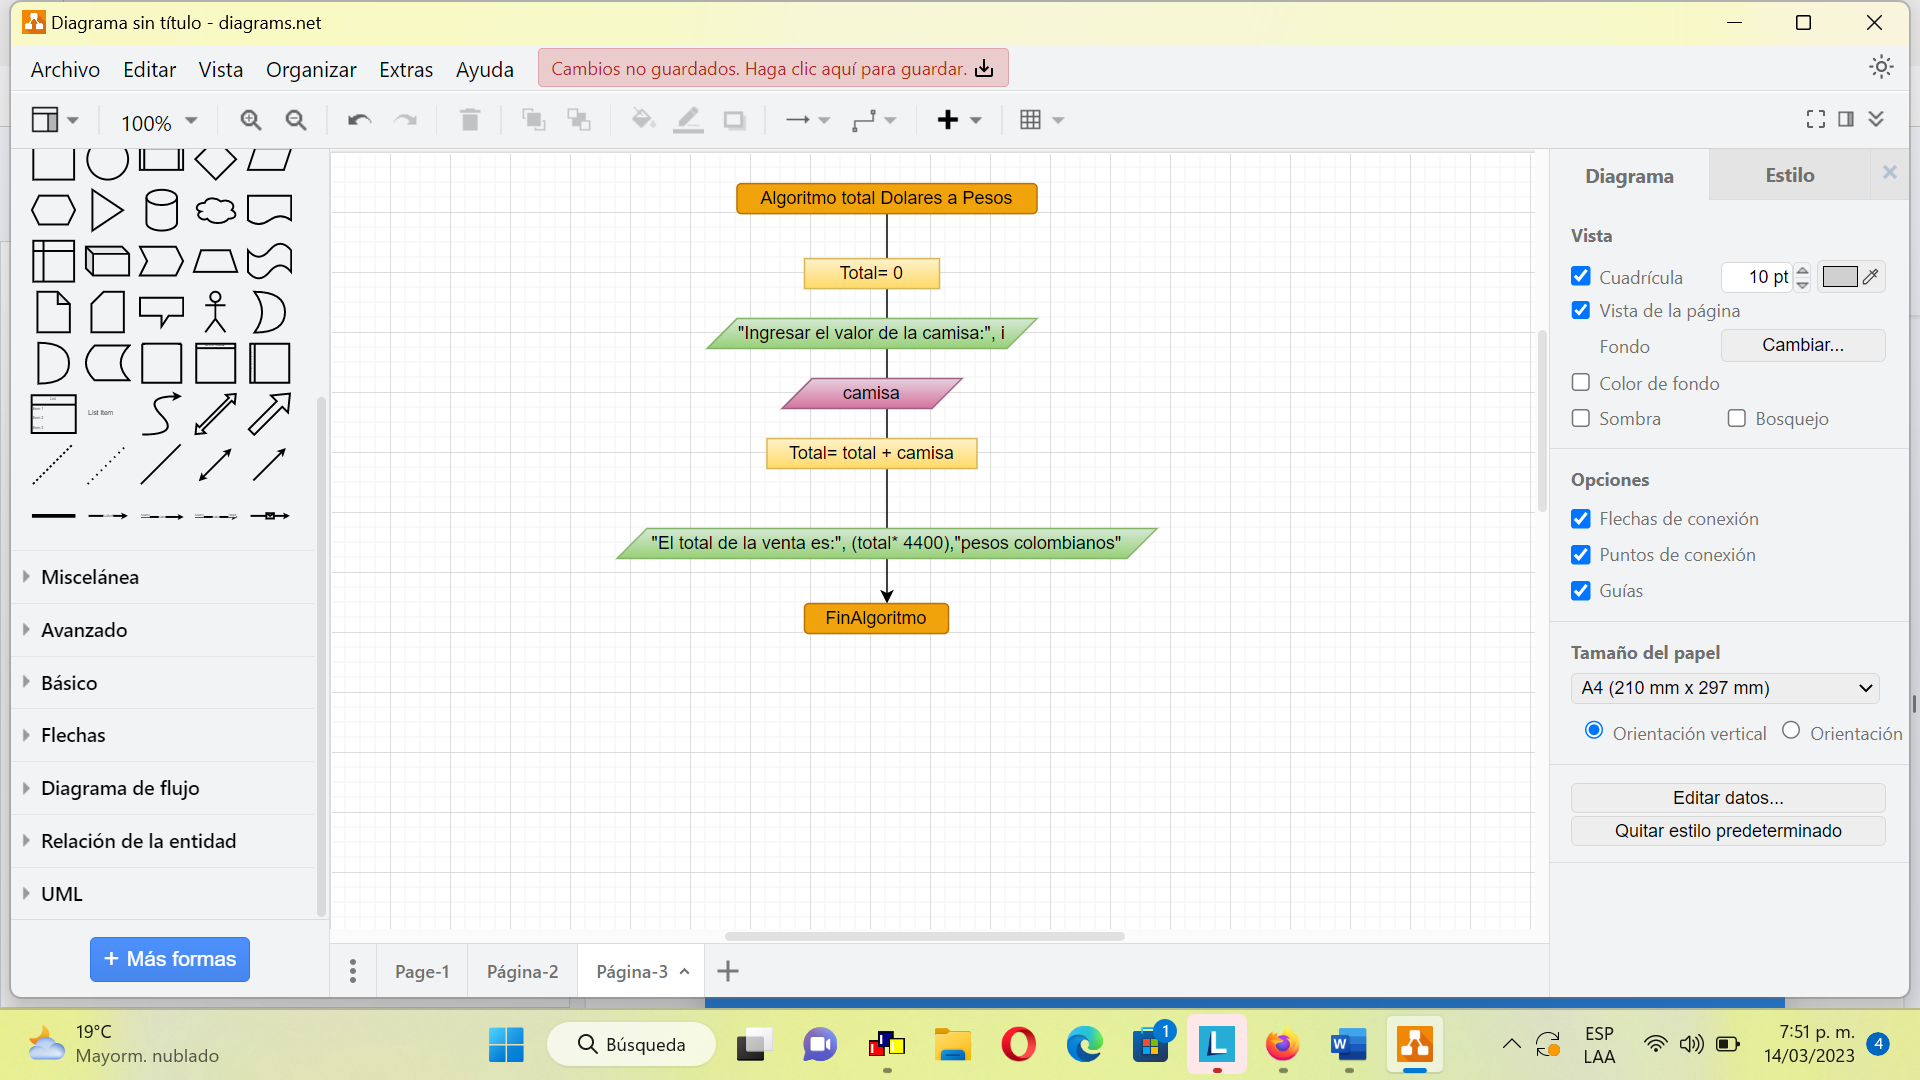 Diagrama sin título - diagrams.net
Archivo Editar Vista Organizar Extras Ayuda Cambios no guardados. Haga clic aquí para guardar.
100%
List Item
Miscelánea
Avanzado
Básico
Flechas
Diagrama de flujo
Relación de la entidad
UML
+ Más formas
Algoritmo total Dolares a Pesos
Total= 0
"Ingresar el valor de la camisa:", i
camisa
Total= total + camisa
"El total de la venta es:", (total* 4400),"pesos colombianos"
FinAlgoritmo
Page-1 Página-2 Página-3
Diagrama Estilo
Vista
Cuadrícula 10 pt
Vista de la página
Fondo Cambiar...
Color de fondo
Sombra Bosquejo
Opciones
Flechas de conexión
Puntos de conexión
Guías
Tamaño del papel
A4 (210 mm x 297 mm)
Orientación vertical Orientación
Editar datos...
Quitar estilo predeterminado
19°C
Mayorm. nublado
Búsqueda
1
L
W
ESP
LAA
7:51 p. m.
14/03/2023
4